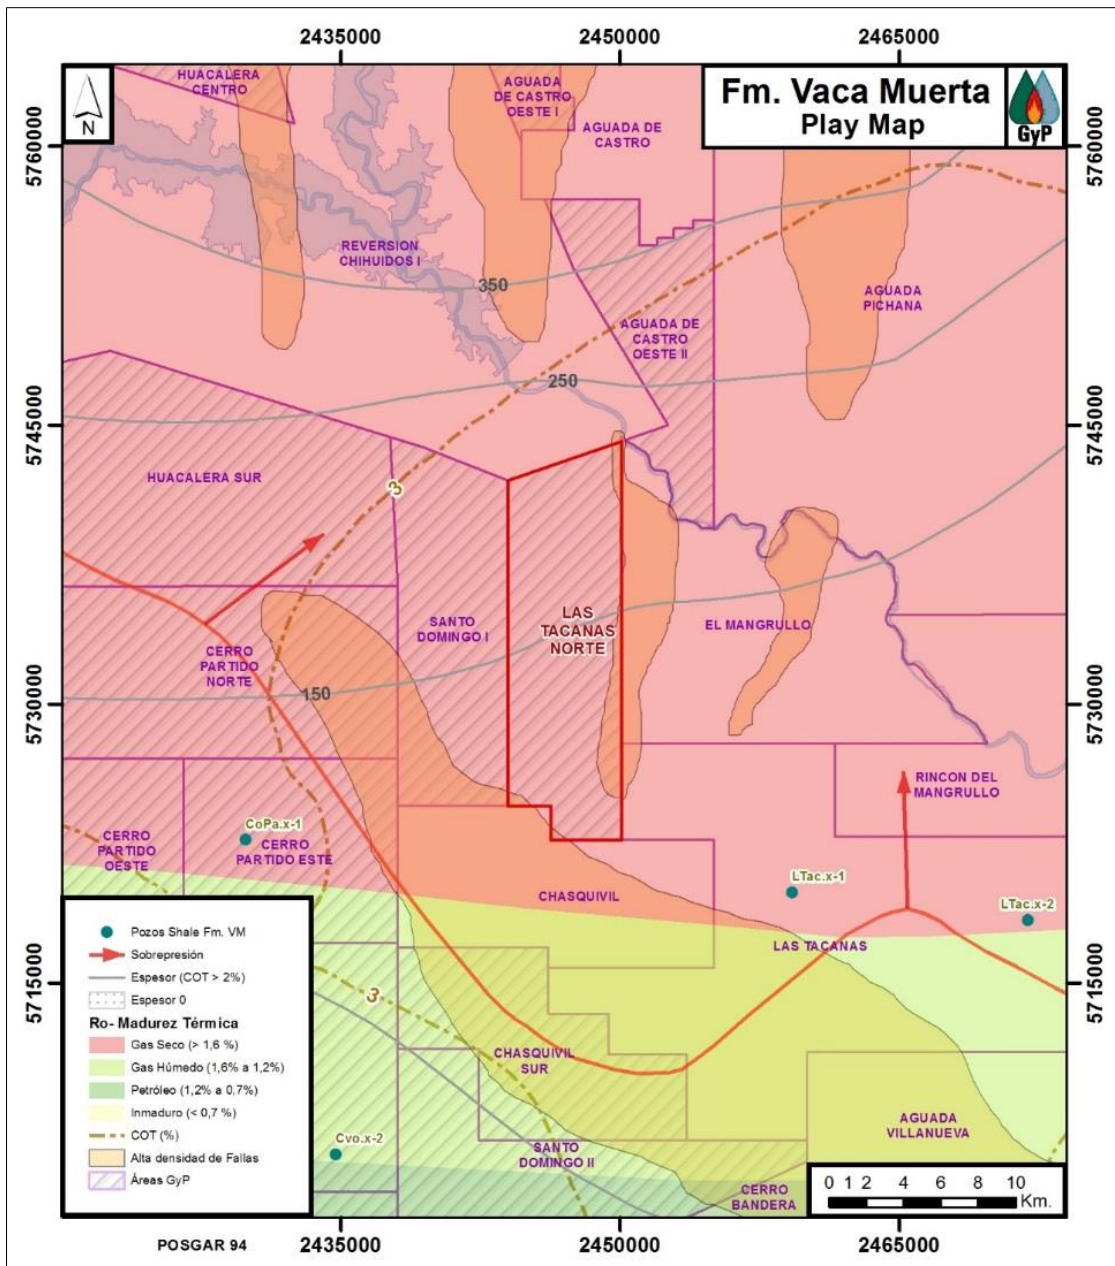 2435000
2450000
2465000
Fm. Vaca Muerta
Play Map
GyP
N
HUACALERA
CENTRO
AGUADA
DE CASTRO
OESTE I
AGUADA DE
CASTRO
5760000
5760000
REVERSION
CHIHUIDOS I
350
AGUADA
PICHANA
AGUADA DE
CASTRO
OESTE II
250
5745000
5745000
HUACALERA SUR
3
LAS
TACANAS
NORTE
SANTO
DOMINGO I
EL MANGRULLO
CERRO
PARTIDO
NORTE
150
5730000
5730000
RINCON DEL
MANGRULLO
CoPa.x-1
CERRO
PARTIDO
OESTE
CERRO
PARTIDO ESTE
CHASQUIVIL
LTac.x-1
LTac.x-2
LAS TACANAS
5715000
5715000
3
CHASQUIVIL
SUR
AGUADA
VILLANUEVA
Cvo.x-2
SANTO
DOMINGO II
CERRO
BANDERA
Pozos Shale Fm. VM
Sobrepresión
Espesor (COT > 2%)
Espesor 0
Ro- Madurez Térmica
Gas Seco (> 1,6 %)
Gas Húmedo (1,6% a 1,2%)
Petróleo (1,2% a 0,7%)
Inmaduro (< 0,7 %)
COT (%)
Alta densidad de Fallas
Áreas GyP
0 1 2 4 6 8 10
Km.
POSGAR 94
2435000
2450000
2465000